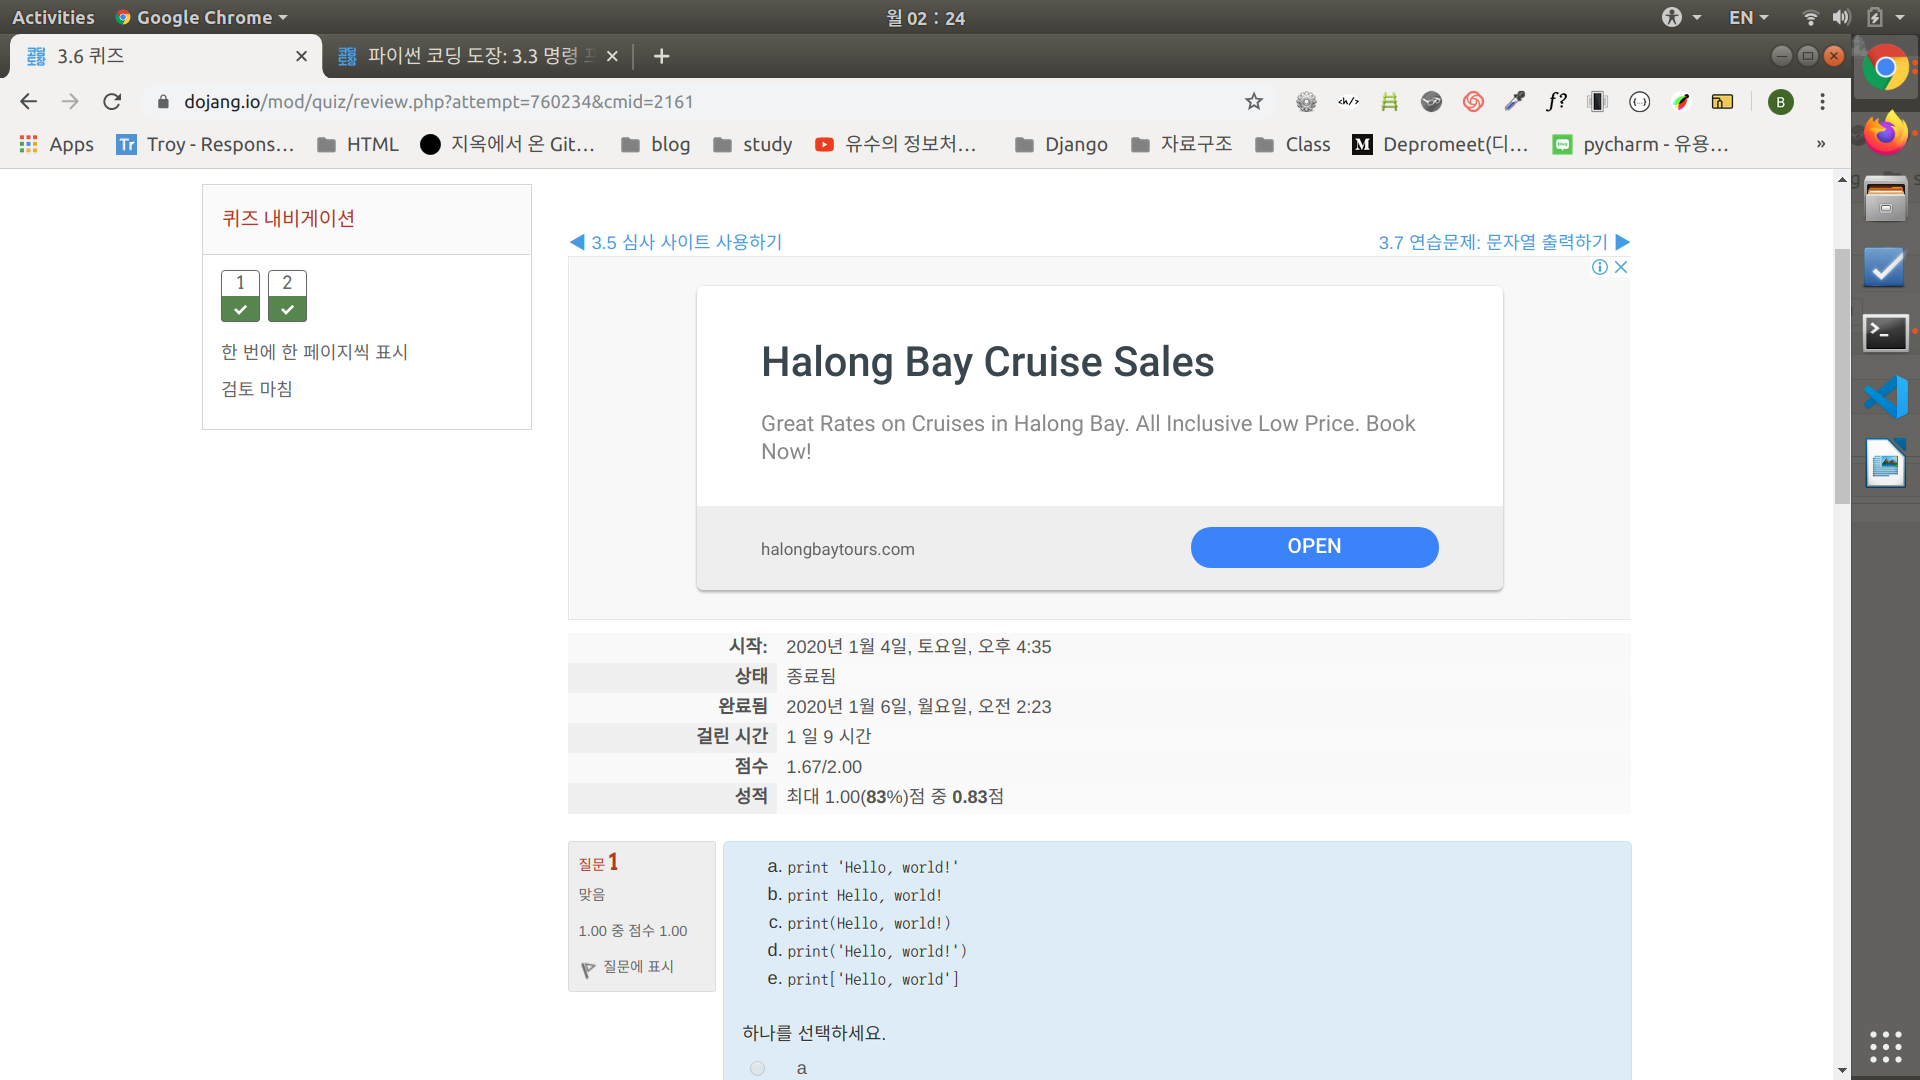 Activities
Google Chrome
월 02 : 24
EN
3.6 퀴즈
파이썬 코딩 도장: 3.3 명령
dojang.io/mod/quiz/review.php?attempt=760234&cmid=2161
</h>
f?
{...}
B
Apps
Tr
Troy - Respons...
HTML
지옥에서 온 Git...
blog
study
유수의 정보처...
Django
자료구조
Class
M
Depromeet(디...
pycharm - 유용...
»
퀴즈 내비게이션
1
2
한 번에 한 페이지씩 표시
검토 마침
◀ 3.5 심사 사이트 사용하기
3.7 연습문제: 문자열 출력하기 ▶
Halong Bay Cruise Sales
Great Rates on Cruises in Halong Bay. All Inclusive Low Price. Book
Now!
halongbaytours.com
OPEN
시작: 2020년 1월 4일, 토요일, 오후 4:35
상태 종료됨
완료됨 2020년 1월 6일, 월요일, 오전 2:23
걸린 시간 1 일 9 시간
점수 1.67/2.00
성적 최대 1.00(83%)점 중 0.83점
질문 1
맞음
1.00 중 점수 1.00
질문에 표시
a. print 'Hello, world!'
b. print Hello, world!
c. print(Hello, world!)
d. print('Hello, world!')
e. print['Hello, world']
하나를 선택하세요.
a